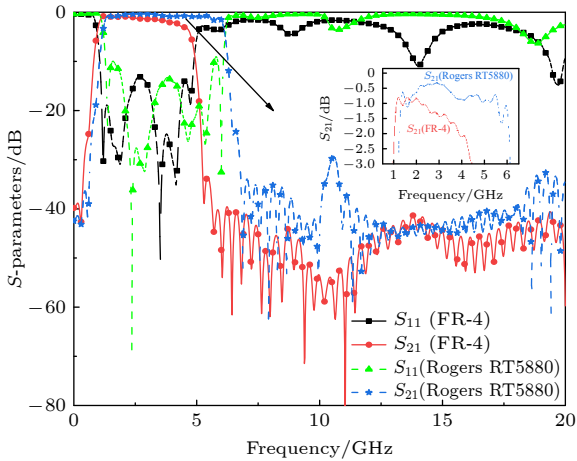 0
−20
−40
−60
−80
S-parameters/dB
0
5
10
15
20
Frequency/GHz
S₁₁ (FR-4)
S₂₁ (FR-4)
S₁₁(Rogers RT5880)
S₂₁(Rogers RT5880)
0
−0.5
−1.0
−1.5
−2.0
−2.5
−3.0
S₂₁/dB
S₂₁(Rogers RT5880)
S₂₁(FR-4)
1 2 3 4 5 6
Frequency/GHz